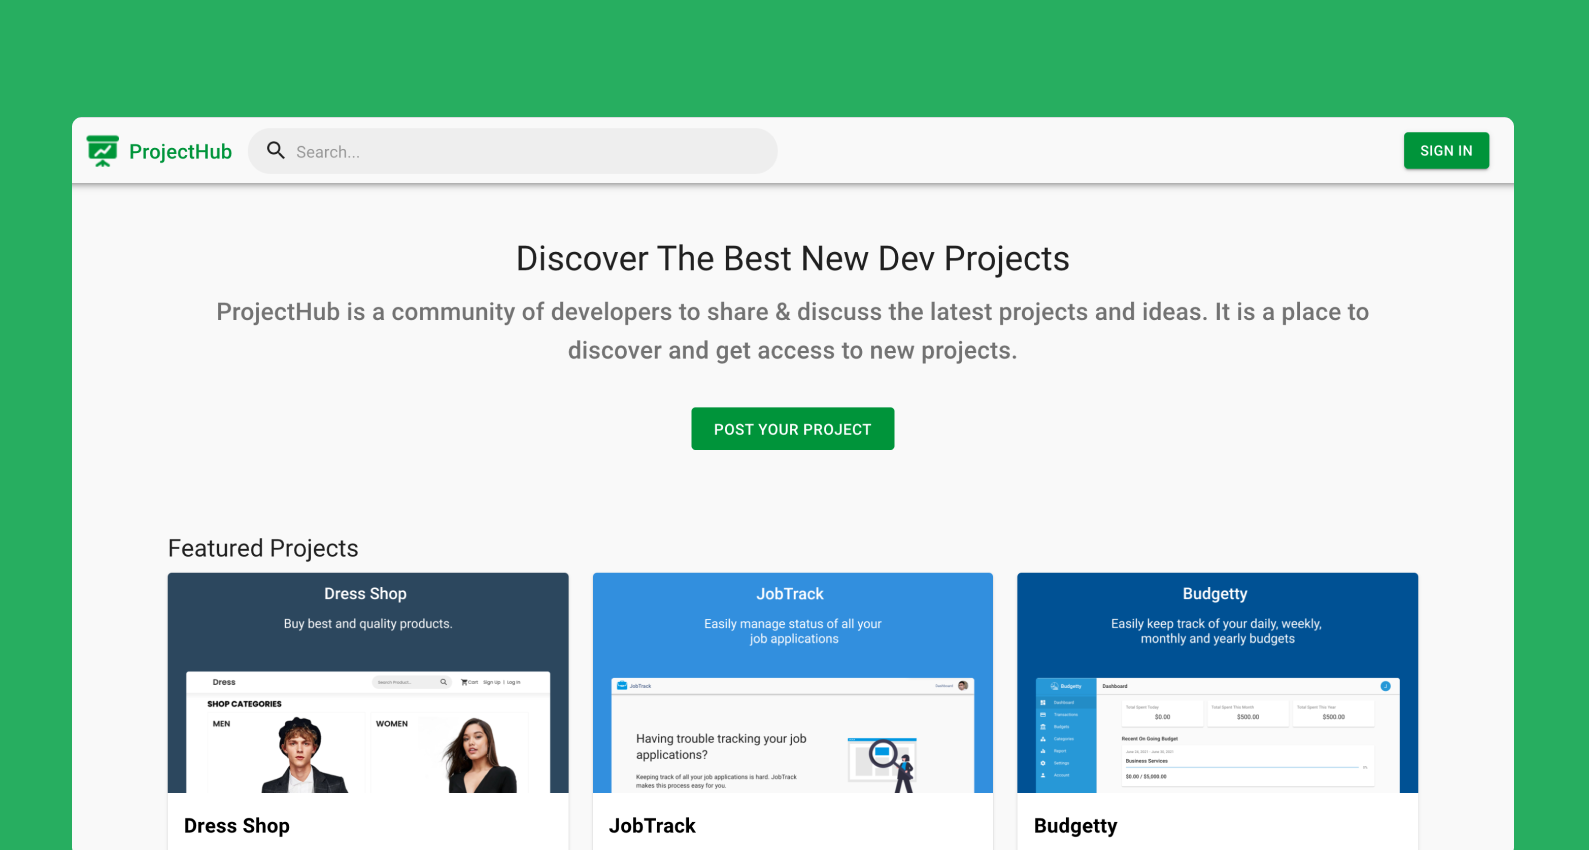 ProjectHub
Search...
SIGN IN
Discover The Best New Dev Projects
ProjectHub is a community of developers to share & discuss the latest projects and ideas. It is a place to
discover and get access to new projects.
POST YOUR PROJECT
Featured Projects
Dress Shop
Buy best and quality products.
Dress
Search Product...
Cart
Sign Up | Log in
SHOP CATEGORIES
MEN
WOMEN
Dress Shop
JobTrack
Easily manage status of all your
job applications
JobTrack
Dashboard
Having trouble tracking your job
applications?
Keeping track of all your job applications is hard. JobTrack
makes this process easy for you.
JobTrack
Budgetty
Easily keep track of your daily, weekly,
monthly and yearly budgets
Budgetty
Dashboard
J
Dashboard
Transactions
Budgets
Categories
Report
Settings
Account
Total Spent Today
$0.00
Total Spent This Month
$500.00
Total Spent This Year
$500.00
Recent On Going Budget
June 23, 2021 - June 30, 2021
Business Services
0%
$0.00 / $5,000.00
Budgetty